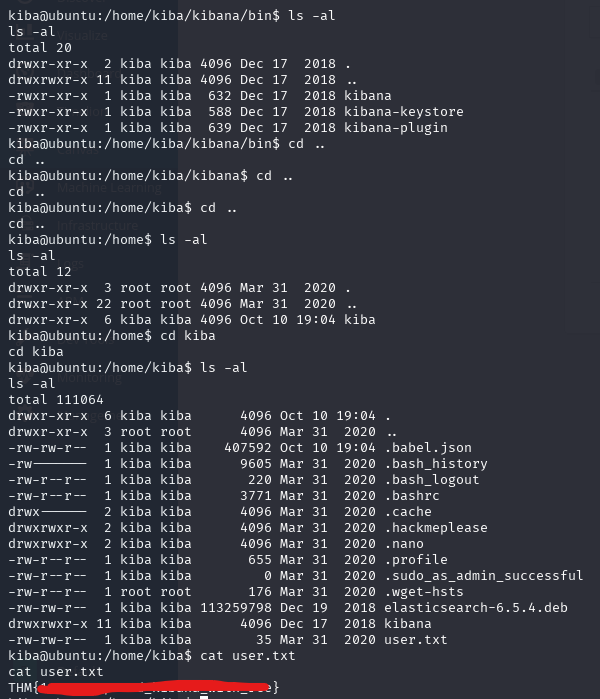 kiba@ubuntu:/home/kiba/kibana/bin$ ls -al
ls -al
total 20
drwxr-xr-x  2 kiba kiba 4096 Dec 17  2018 .
drwxrwxr-x 11 kiba kiba 4096 Dec 17  2018 ..
-rwxr-xr-x  1 kiba kiba  632 Dec 17  2018 kibana
-rwxr-xr-x  1 kiba kiba  588 Dec 17  2018 kibana-keystore
-rwxr-xr-x  1 kiba kiba  639 Dec 17  2018 kibana-plugin
kiba@ubuntu:/home/kiba/kibana/bin$ cd ..
cd ..
kiba@ubuntu:/home/kiba/kibana$ cd ..
cd ..
kiba@ubuntu:/home/kiba$ cd ..
cd ..
kiba@ubuntu:/home$ ls -al
ls -al
total 12
drwxr-xr-x  3 root root 4096 Mar 31  2020 .
drwxr-xr-x 22 root root 4096 Mar 31  2020 ..
drwxr-xr-x  6 kiba kiba 4096 Oct 10 19:04 kiba
kiba@ubuntu:/home$ cd kiba
cd kiba
kiba@ubuntu:/home/kiba$ ls -al
ls -al
total 111064
drwxr-xr-x  6 kiba kiba      4096 Oct 10 19:04 .
drwxr-xr-x  3 root root      4096 Mar 31  2020 ..
-rw-rw-r--  1 kiba kiba    407592 Oct 10 19:04 .babel.json
-rw-------  1 kiba kiba      9605 Mar 31  2020 .bash_history
-rw-r--r--  1 kiba kiba       220 Mar 31  2020 .bash_logout
-rw-r--r--  1 kiba kiba      3771 Mar 31  2020 .bashrc
drwx------  2 kiba kiba      4096 Mar 31  2020 .cache
drwxrwxr-x  2 kiba kiba      4096 Mar 31  2020 .hackmeplease
drwxrwxr-x  2 kiba kiba      4096 Mar 31  2020 .nano
-rw-r--r--  1 kiba kiba       655 Mar 31  2020 .profile
-rw-r--r--  1 kiba kiba         0 Mar 31  2020 .sudo_as_admin_successful
-rw-r--r--  1 root root       176 Mar 31  2020 .wget-hsts
-rw-rw-r--  1 kiba kiba 113259798 Dec 19  2018 elasticsearch-6.5.4.deb
drwxrwxr-x 11 kiba kiba      4096 Dec 17  2018 kibana
-rw-rw-r--  1 kiba kiba        35 Mar 31  2020 user.txt
kiba@ubuntu:/home/kiba$ cat user.txt
cat user.txt
THM{
Visualize
Machine Learning
Infrastructure
Logs
Monitoring